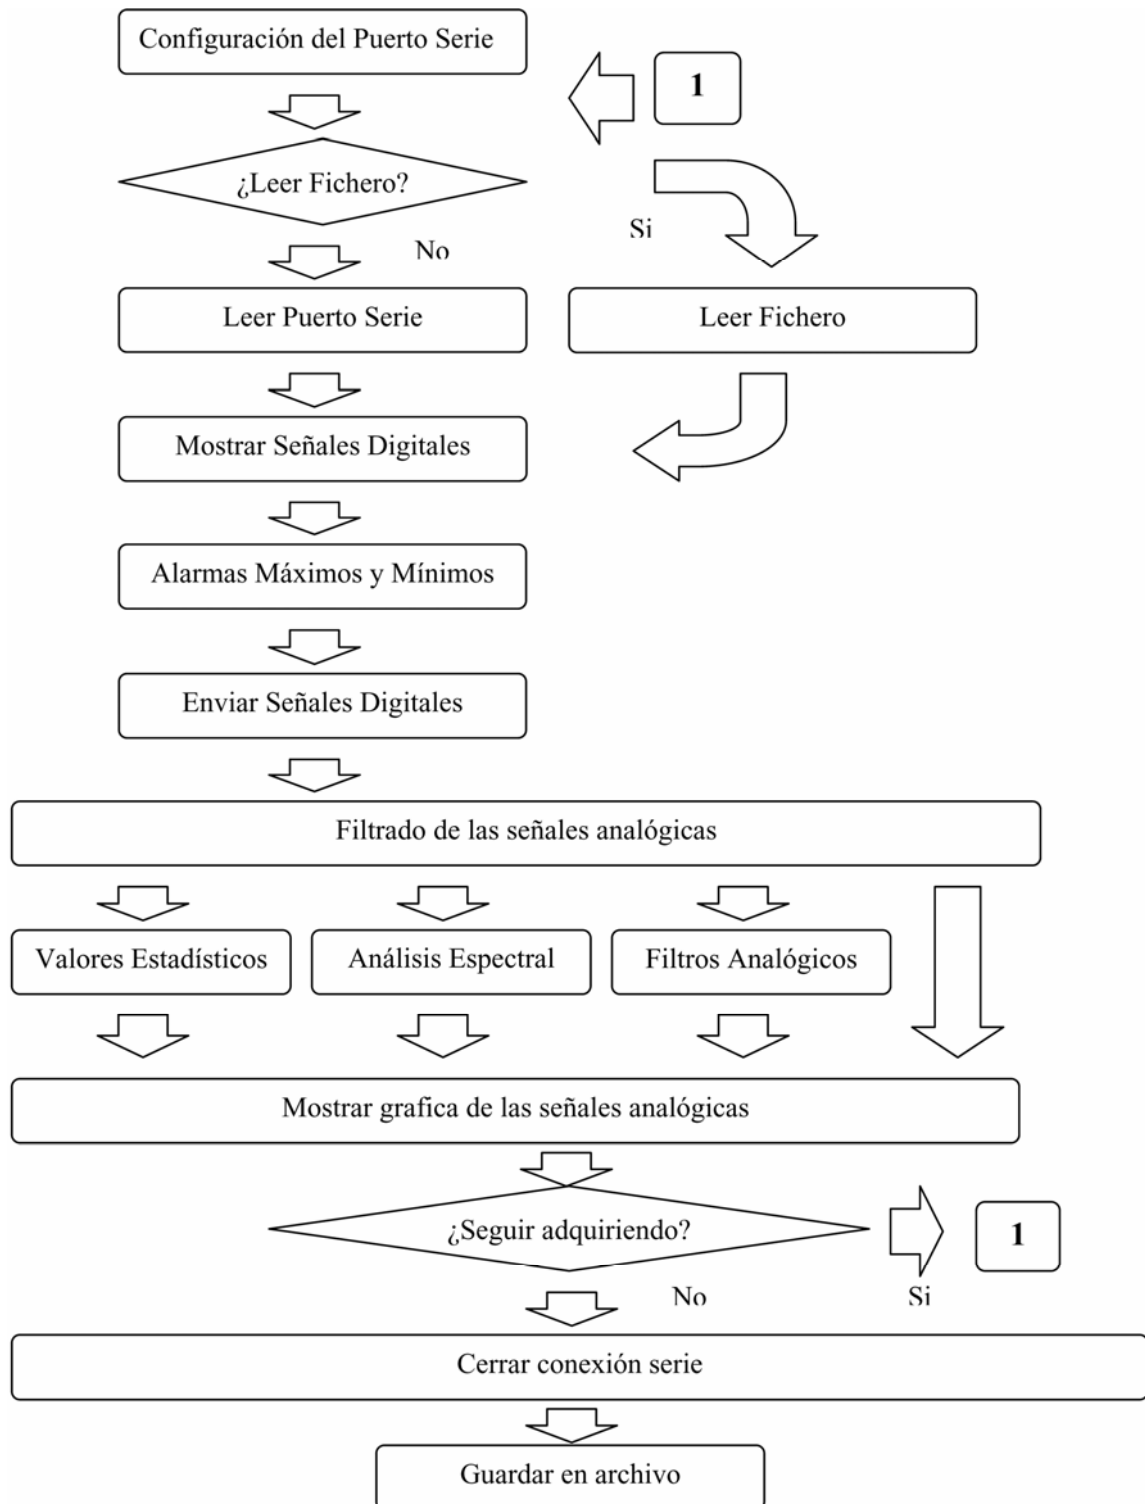 Configuración del Puerto Serie
1
¿Leer Fichero?
Si
No
Leer Puerto Serie
Leer Fichero
Mostrar Señales Digitales
Alarmas Máximos y Mínimos
Enviar Señales Digitales
Filtrado de las señales analógicas
Valores Estadísticos
Análisis Espectral
Filtros Analógicos
Mostrar grafica de las señales analógicas
¿Seguir adquiriendo?
1
No
Si
Cerrar conexión serie
Guardar en archivo